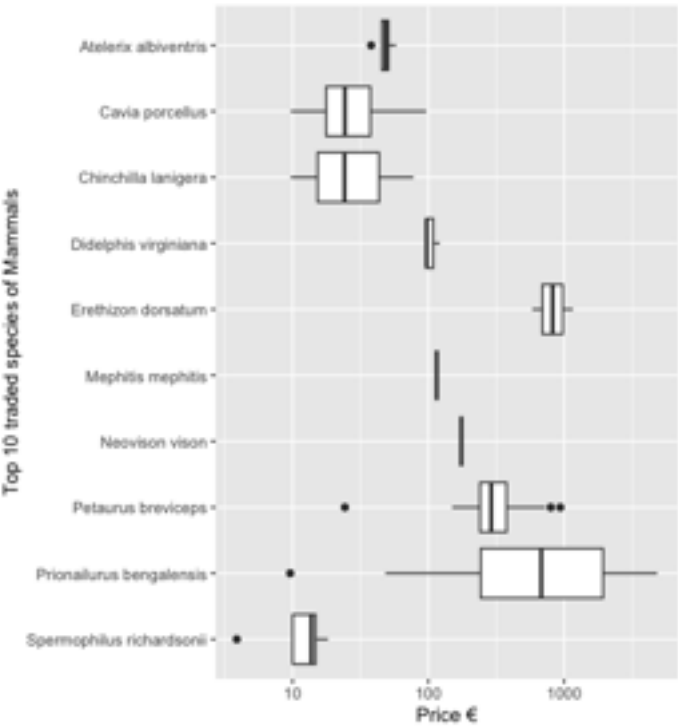 Top 10 traded species of Mammals
Atelerix albiventris
Cavia porcellus
Chinchilla lanigera
Didelphis virginiana
Erethizon dorsatum
Mephitis mephitis
Neovison vison
Petaurus breviceps
Prionailurus bengalensis
Spermophilus richardsonii
10 100 1000
Price €